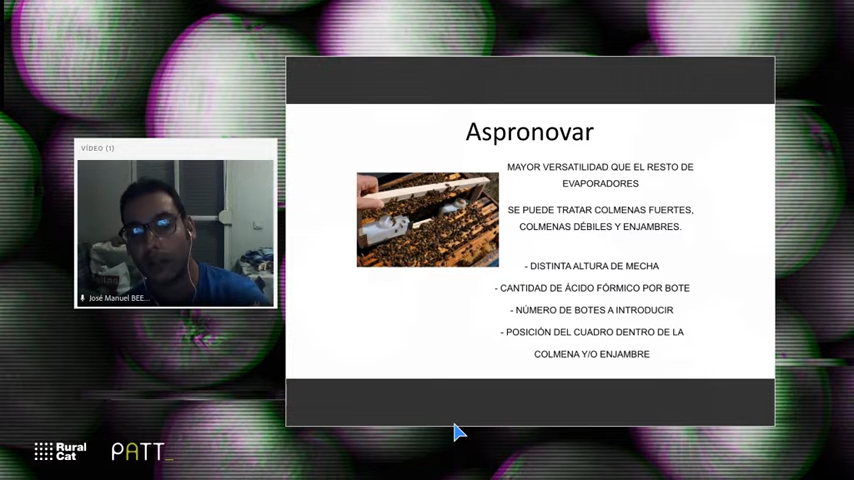 VÍDEO (1)
José Manuel BEE...
Aspronovar
MAYOR VERSATILIDAD QUE EL RESTO DE
EVAPORADORES
SE PUEDE TRATAR COLMENAS FUERTES,
COLMENAS DÉBILES Y ENJAMBRES.
- DISTINTA ALTURA DE MECHA
- CANTIDAD DE ÁCIDO FÓRMICO POR BOTE
- NÚMERO DE BOTES A INTRODUCIR
- POSICIÓN DEL CUADRO DENTRO DE LA
COLMENA Y/O ENJAMBRE
Rural
Cat
PATT_